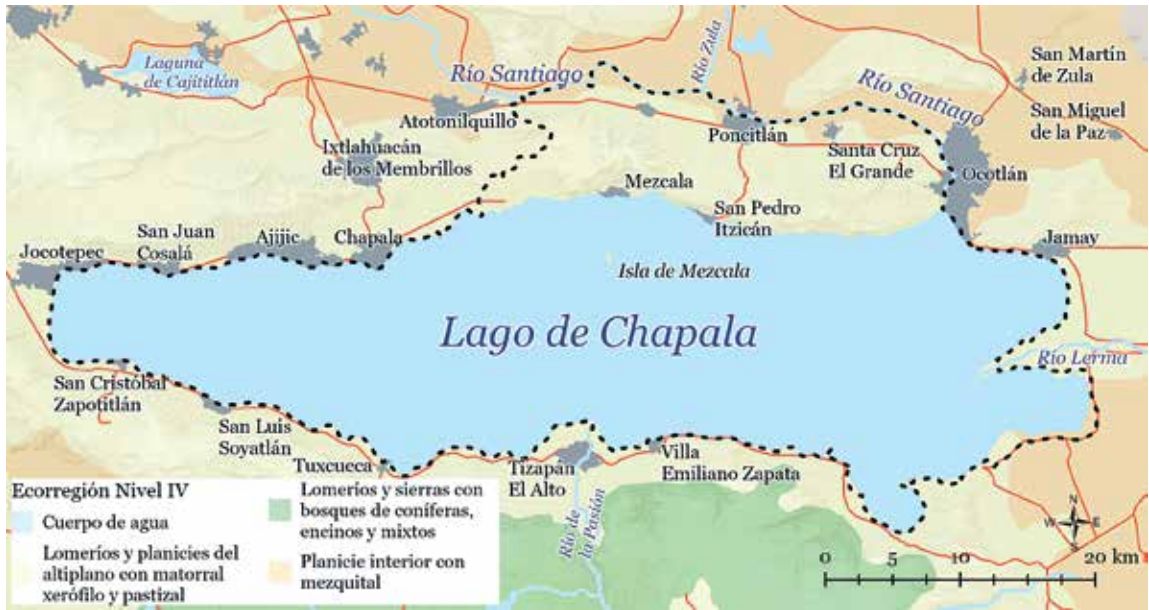 Laguna
de Cajititlán
Río Santiago
Río Zula
San Martín
de Zula
Río Santiago
San Miguel
de la Paz
Atotonilquillo
Poncitlán
Ixtlahuacán
de los Membrillos
Santa Cruz
El Grande
Ocotlán
Mezcala
San Pedro
Itzicán
Jocotepec
San Juan
Cosalá
Ajijic
Chapala
Jamay
Isla de Mezcala
Lago de Chapala
Río Lerma
San Cristóbal
Zapotitlán
San Luis
Soyatlán
Tuxcueca
Tizapán
El Alto
Villa
Emiliano Zapata
Río de
la Pasión
Ecorregión Nivel IV
Cuerpo de agua
Lomeríos y planicies del
altiplano con matorral
xerófilo y pastizal
Lomeríos y sierras con
bosques de coníferas,
encinos y mixtos
Planicie interior con
mezquital
N
W E
S
0 5 10 20 km